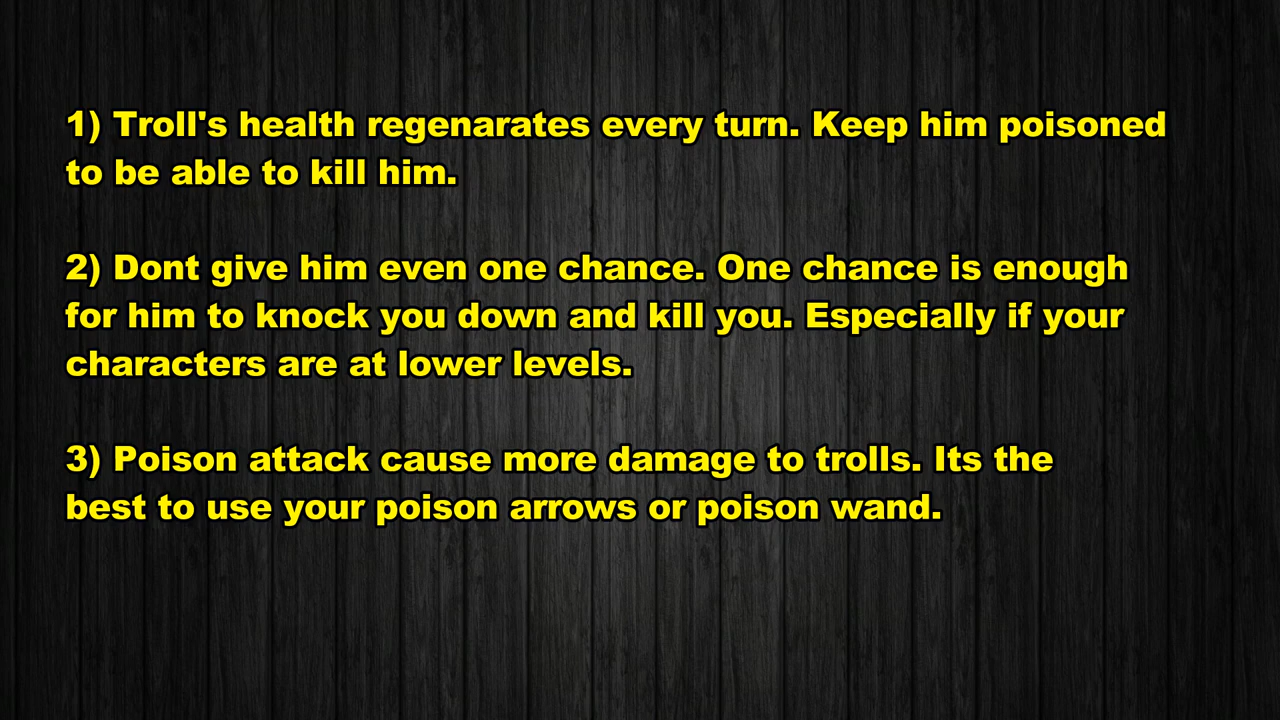 1) Troll's health regenarates every turn. Keep him poisoned
to be able to kill him.
2) Dont give him even one chance. One chance is enough
for him to knock you down and kill you. Especially if your
characters are at lower levels.
3) Poison attack cause more damage to trolls. Its the
best to use your poison arrows or poison wand.